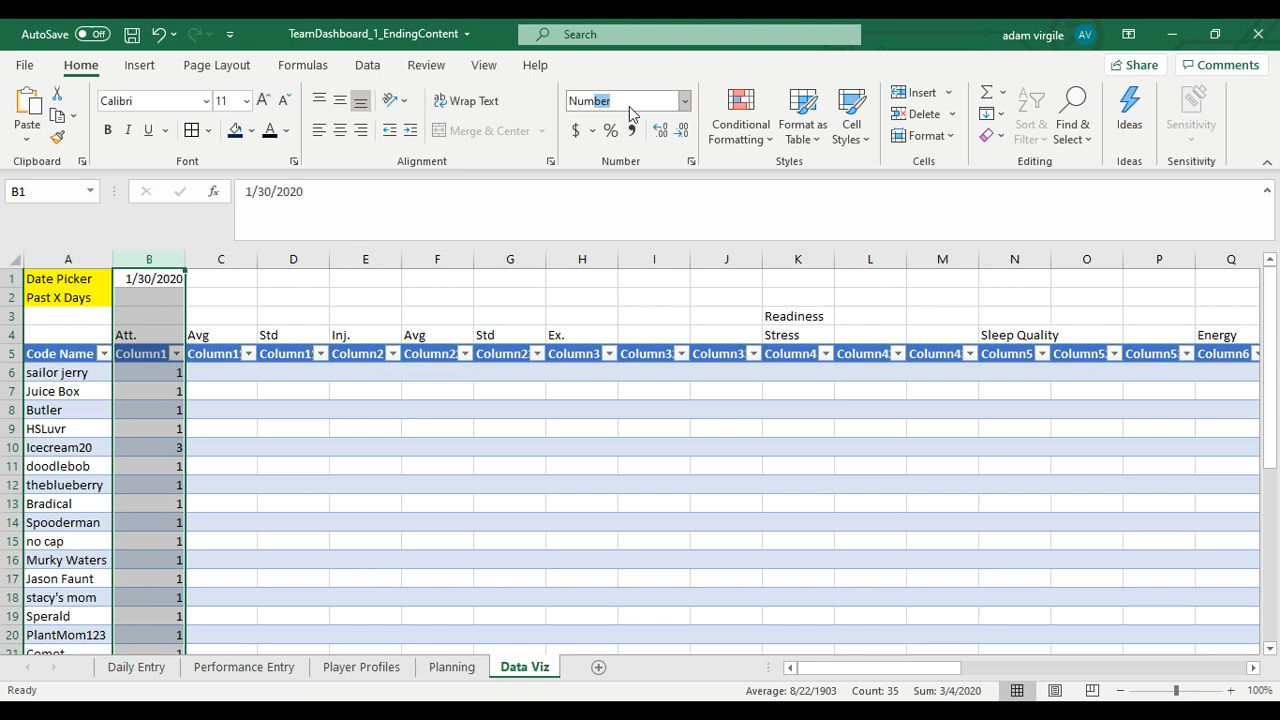 AutoSave Off TeamDashboard_1_EndingContent Search adam virgile AV
File Home Insert Page Layout Formulas Data Review View Help Share Comments
Paste Calibri 11 Wrap Text Number Conditional Formatting Format as Table Cell Styles Insert Delete Format Sort & Filter Find & Select Ideas Sensitivity
B I U A Merge & Center $ %
Clipboard Font Alignment Number Styles Cells Editing Ideas Sensitivity
B1 fx 1/30/2020
A B C D E F G H I J K L M N O P Q
1 Date Picker 1/30/2020
2 Past X Days
3 Readiness
4 Att. Avg Std Inj. Avg Std Ex. Stress Sleep Quality Energy
5 Code Name Column1 Column1 Column1 Column2 Column2 Column2 Column3 Column3 Column3 Column4 Column4 Column4 Column5 Column5 Column5 Column6
6 sailor jerry 1
7 Juice Box 1
8 Butler 1
9 HSLuvr 1
10 Icecream20 3
11 doodlebob 1
12 theblueberry 1
13 Bradical 1
14 Spooderman 1
15 no cap 1
16 Murky Waters 1
17 Jason Faunt 1
18 stacy's mom 1
19 Sperald 1
20 PlantMom123 1
21 Comet 1
Daily Entry Performance Entry Player Profiles Planning Data Viz
Ready Average: 8/22/1903 Count: 35 Sum: 3/4/2020 100%